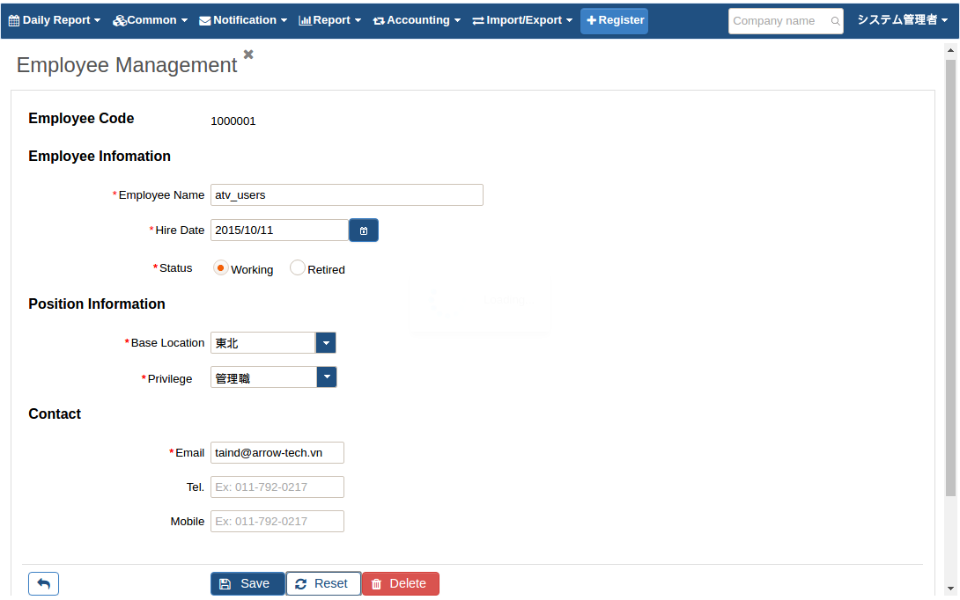 Daily Report Common Notification Report Accounting Import/Export Register Company name システム管理者
Employee Management
Employee Code 1000001
Employee Infomation
*Employee Name atv_users
*Hire Date 2015/10/11
*Status Working Retired
Position Information
*Base Location 東北
*Privilege 管理職
Contact
*Email taind@arrow-tech.vn
Tel. Ex: 011-792-0217
Mobile Ex: 011-792-0217
Save Reset Delete